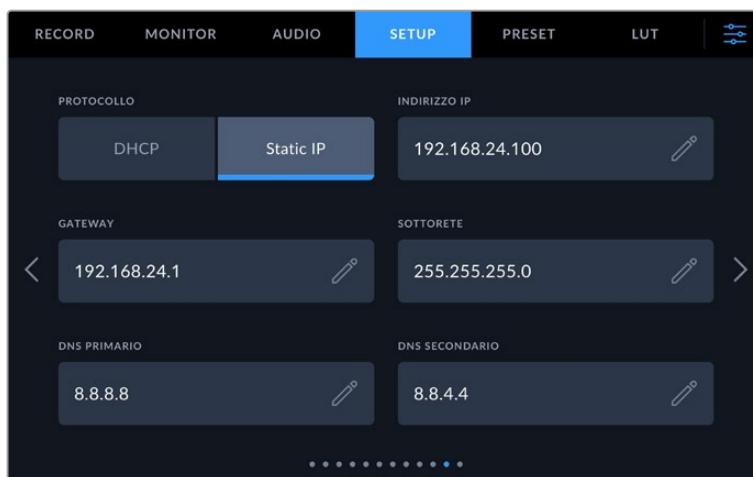 RECORD MONITOR AUDIO SETUP PRESET LUT
PROTOCOLLO INDIRIZZO IP
DHCP Static IP 192.168.24.100
GATEWAY SOTTORETE
192.168.24.1 255.255.255.0
DNS PRIMARIO DNS SECONDARIO
8.8.8.8 8.8.4.4